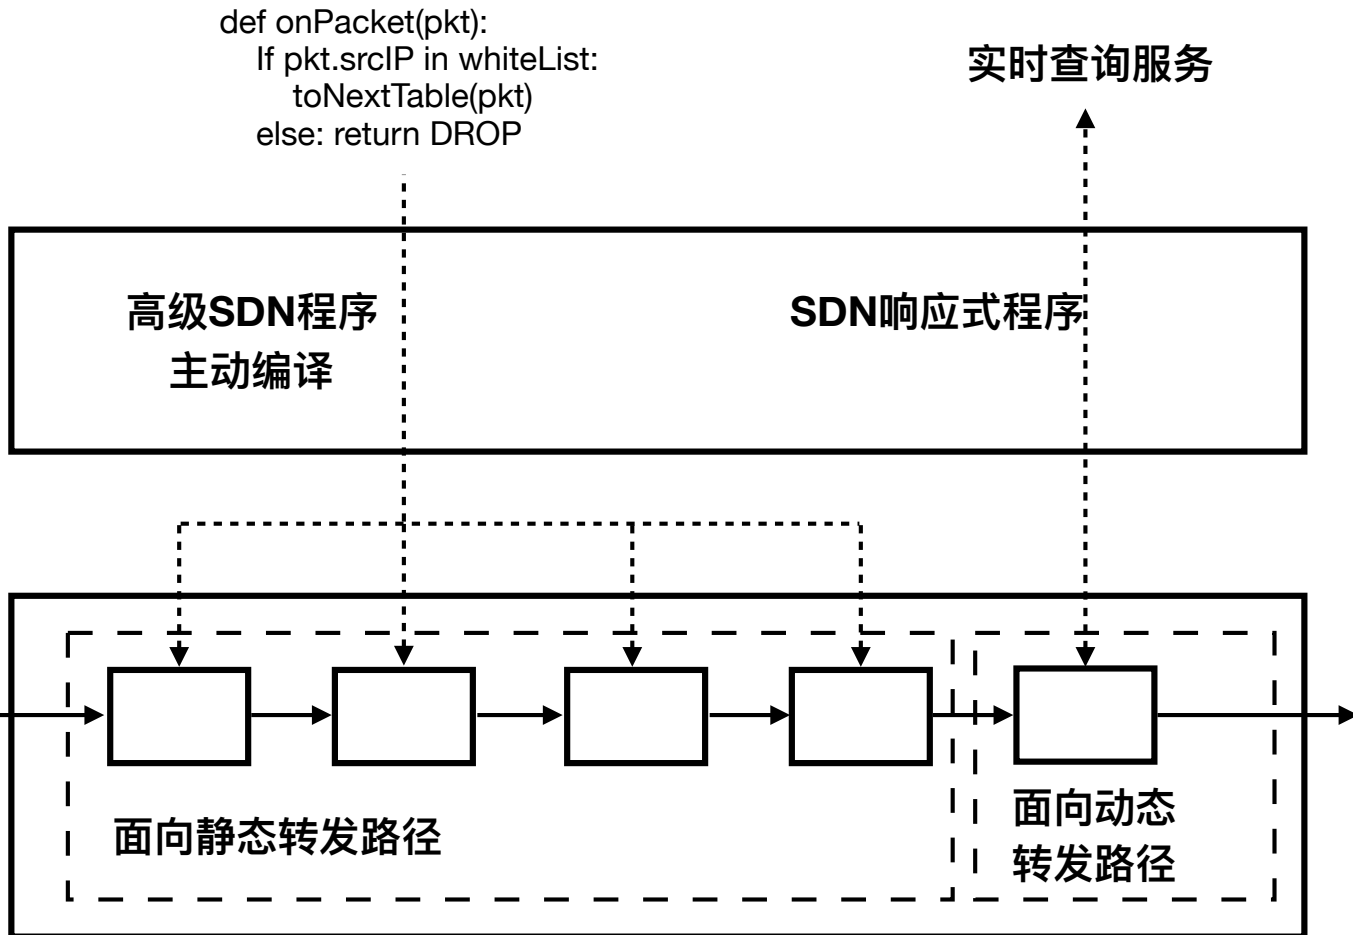 def onPacket(pkt):
If pkt.srcIP in whiteList:
toNextTable(pkt)
else: return DROP
实时查询服务
高级SDN程序
主动编译
SDN响应式程序
面向静态转发路径
面向动态
转发路径